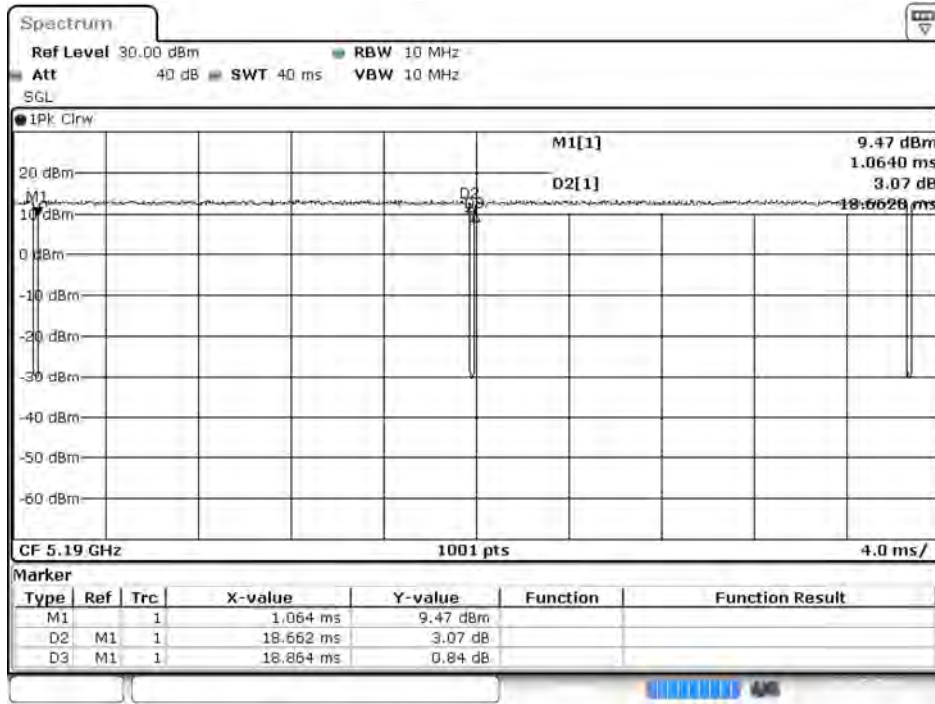 Spectrum
Ref Level 30.00 dBm RBW 10 MHz
Att 40 dB SWT 40 ms VBW 10 MHz
SGL
1Pk Clrw
M1[1] 9.47 dBm
1.0640 ms
20 dBm
D2[1] 3.07 dB
M1 D2
10 dBm 18.6620 ms
0 dBm
-10 dBm
-20 dBm
-30 dBm
-40 dBm
-50 dBm
-60 dBm
CF 5.19 GHz 1001 pts 4.0 ms/
Marker
Type Ref Trc X-value Y-value Function Function Result
M1 1 1.064 ms 9.47 dBm
D2 M1 1 18.662 ms 3.07 dB
D3 M1 1 18.864 ms 0.84 dB